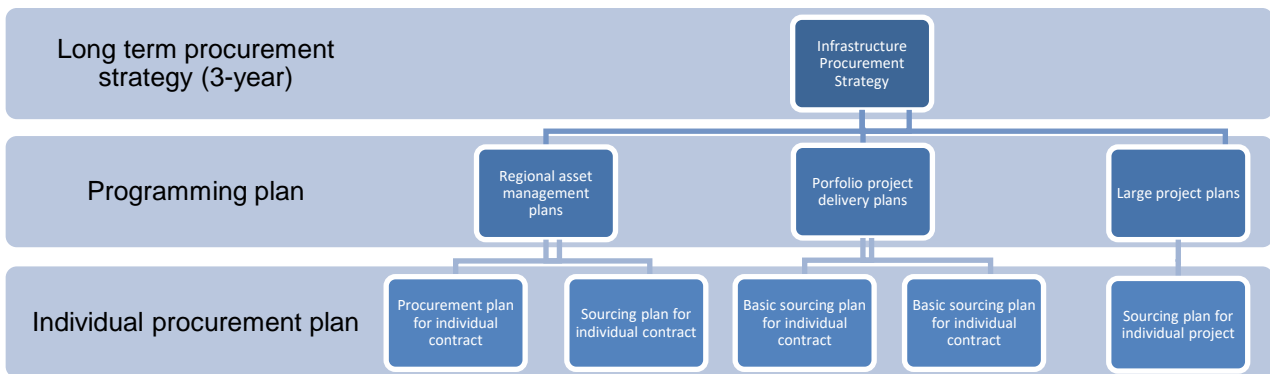 Long term procurement
strategy (3-year)
Infrastructure
Procurement
Strategy
Programming plan
Regional asset
management
plans
Porfolio project
delivery plans
Large project plans
Individual procurement plan
Procurement plan
for individual
contract
Sourcing plan for
individual contract
Basic sourcing plan
for individual
contract
Basic sourcing plan
for individual
contract
Sourcing plan for
individual project